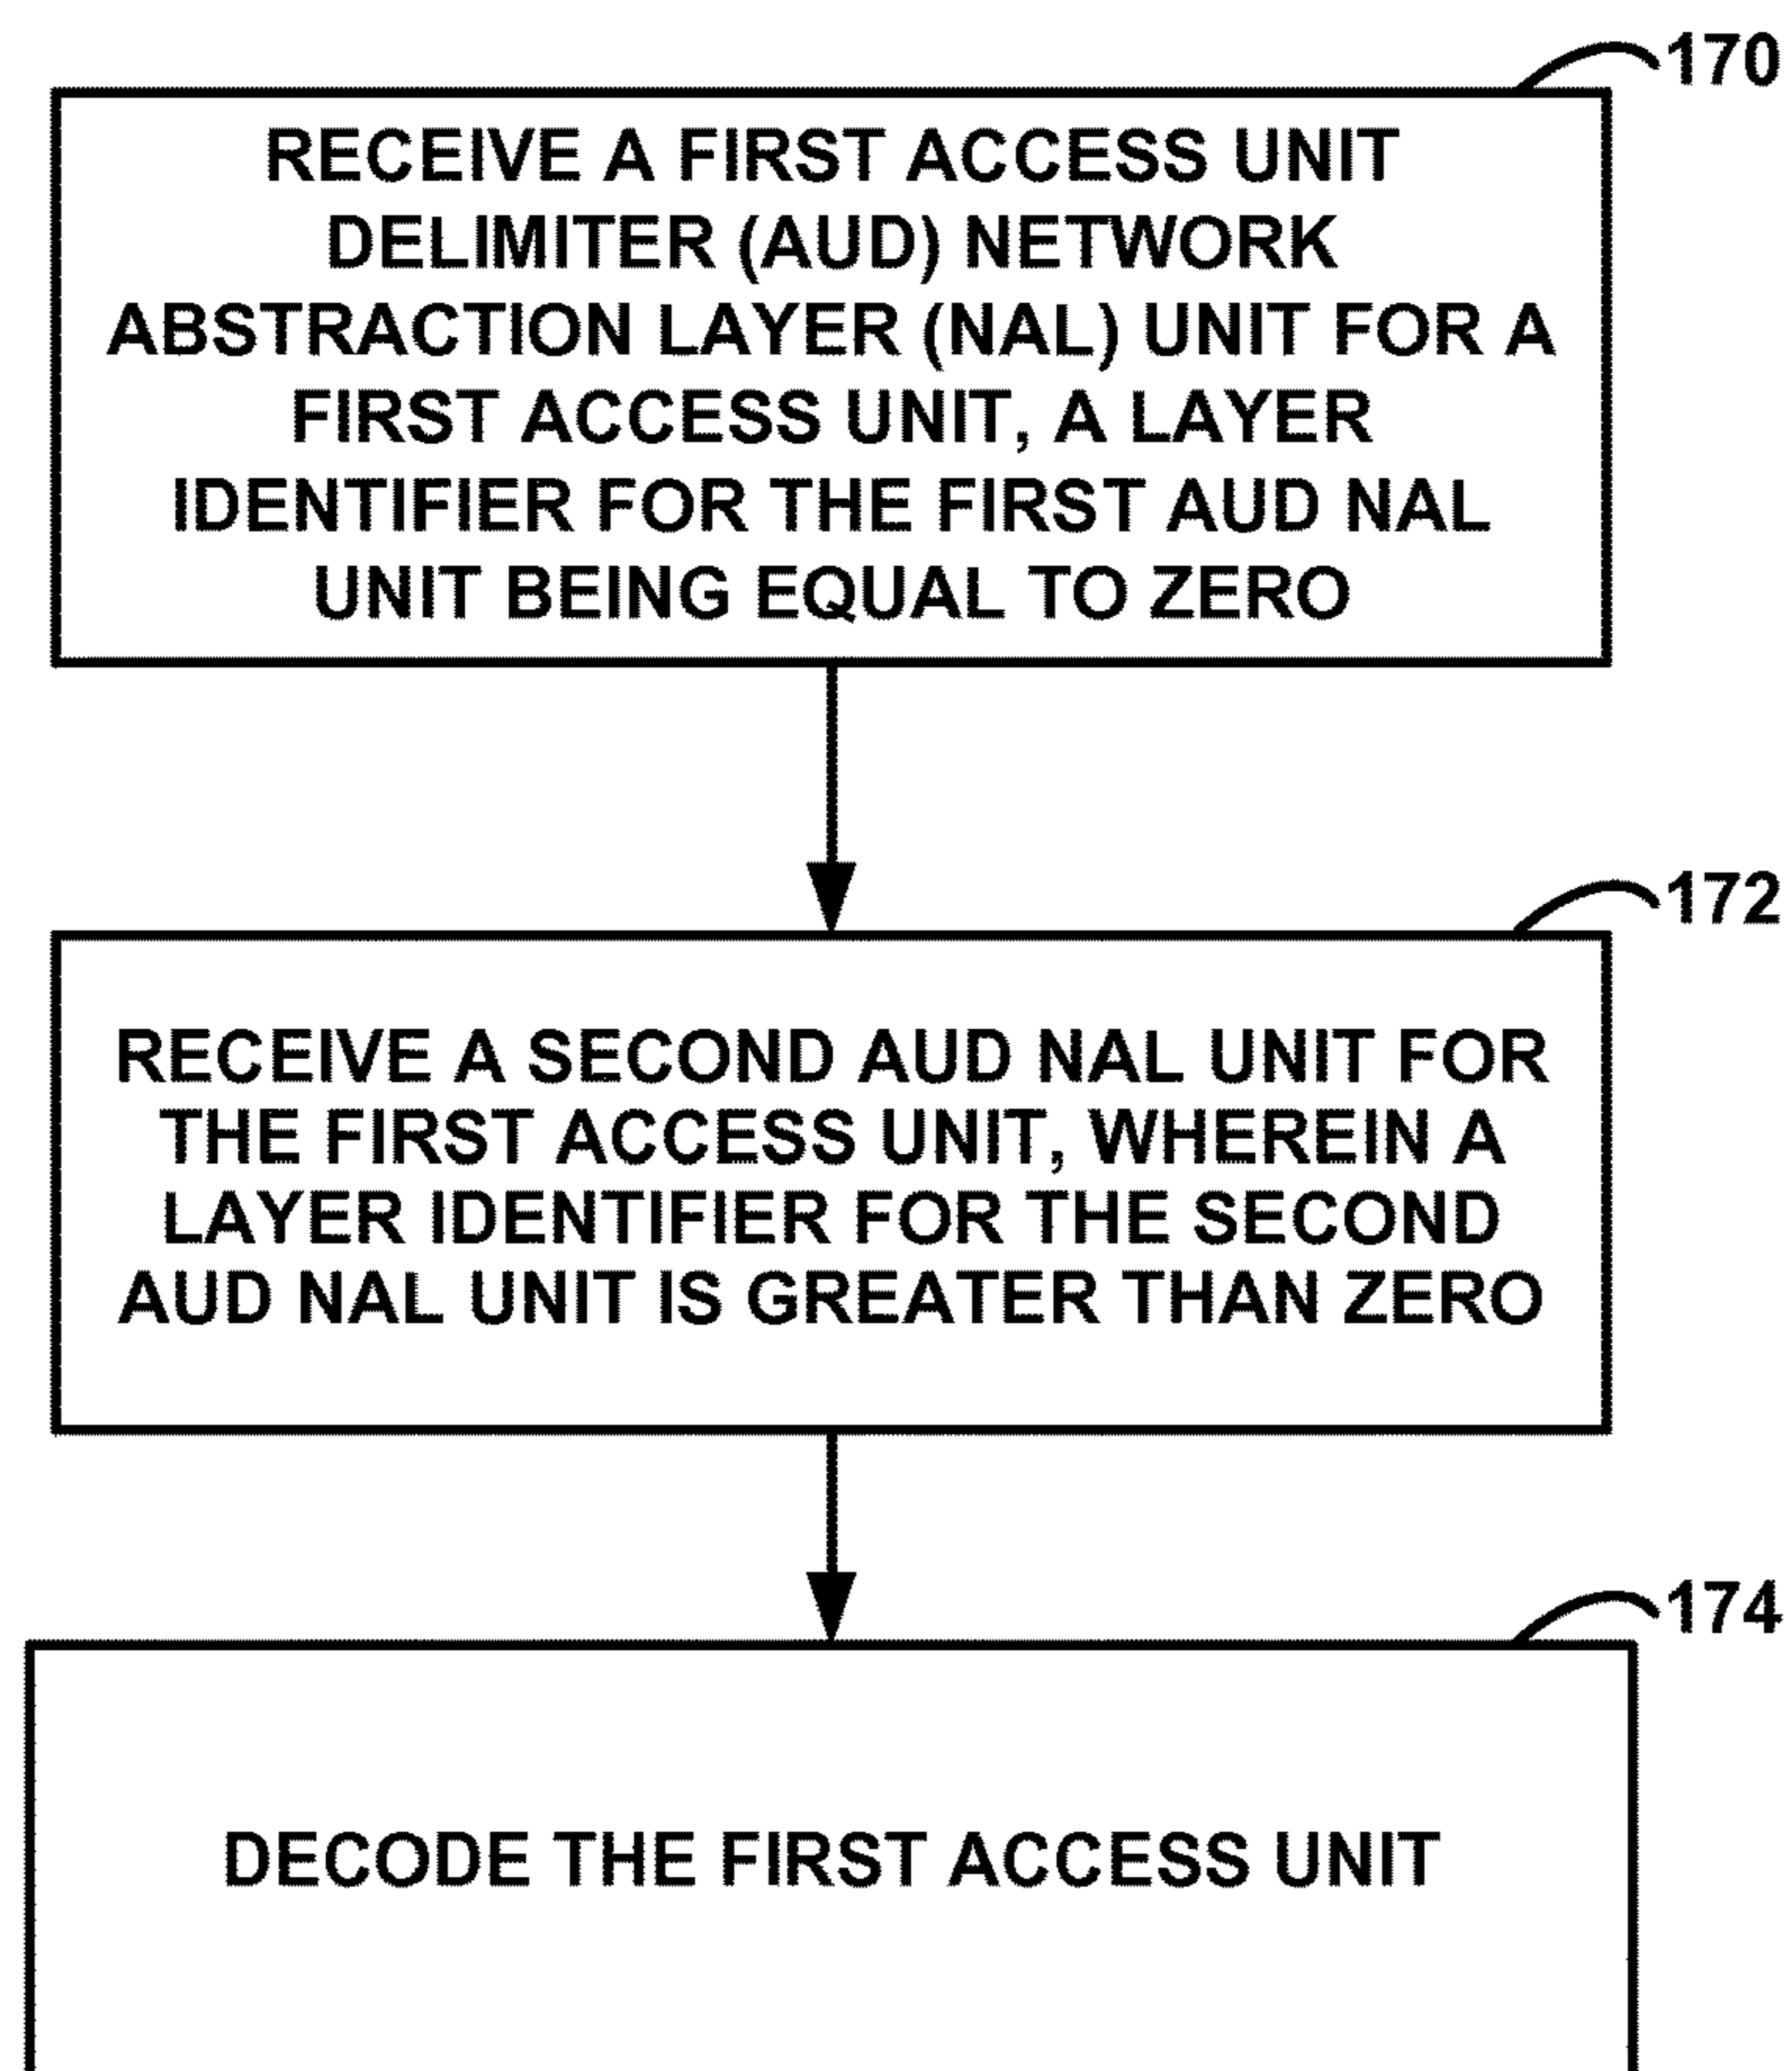 170
RECEIVE A FIRST ACCESS UNIT
DELIMITER (AUD) NETWORK
ABSTRACTION LAYER (NAL) UNIT FOR A
FIRST ACCESS UNIT, A LAYER
IDENTIFIER FOR THE FIRST AUD NAL
UNIT BEING EQUAL TO ZERO
172
RECEIVE A SECOND AUD NAL UNIT FOR
THE FIRST ACCESS UNIT, WHEREIN A
LAYER IDENTIFIER FOR THE SECOND
AUD NAL UNIT IS GREATER THAN ZERO
174
DECODE THE FIRST ACCESS UNIT